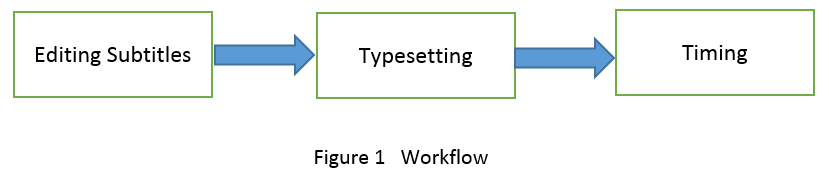 Editing Subtitles
Typesetting
Timing
Figure 1   Workflow